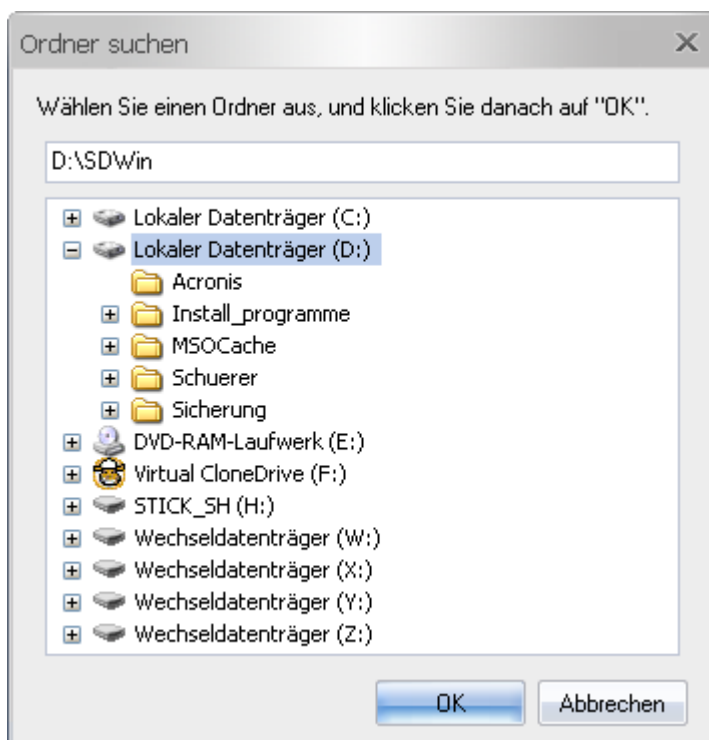 Ordner suchen
Wählen Sie einen Ordner aus, und klicken Sie danach auf "OK".
D:\SDWin
Lokaler Datenträger (C:)
Lokaler Datenträger (D:)
Acronis
Install_programme
MSOCache
Schuerer
Sicherung
DVD-RAM-Laufwerk (E:)
Virtual CloneDrive (F:)
STICK_SH (H:)
Wechseldatenträger (W:)
Wechseldatenträger (X:)
Wechseldatenträger (Y:)
Wechseldatenträger (Z:)
OK Abbrechen